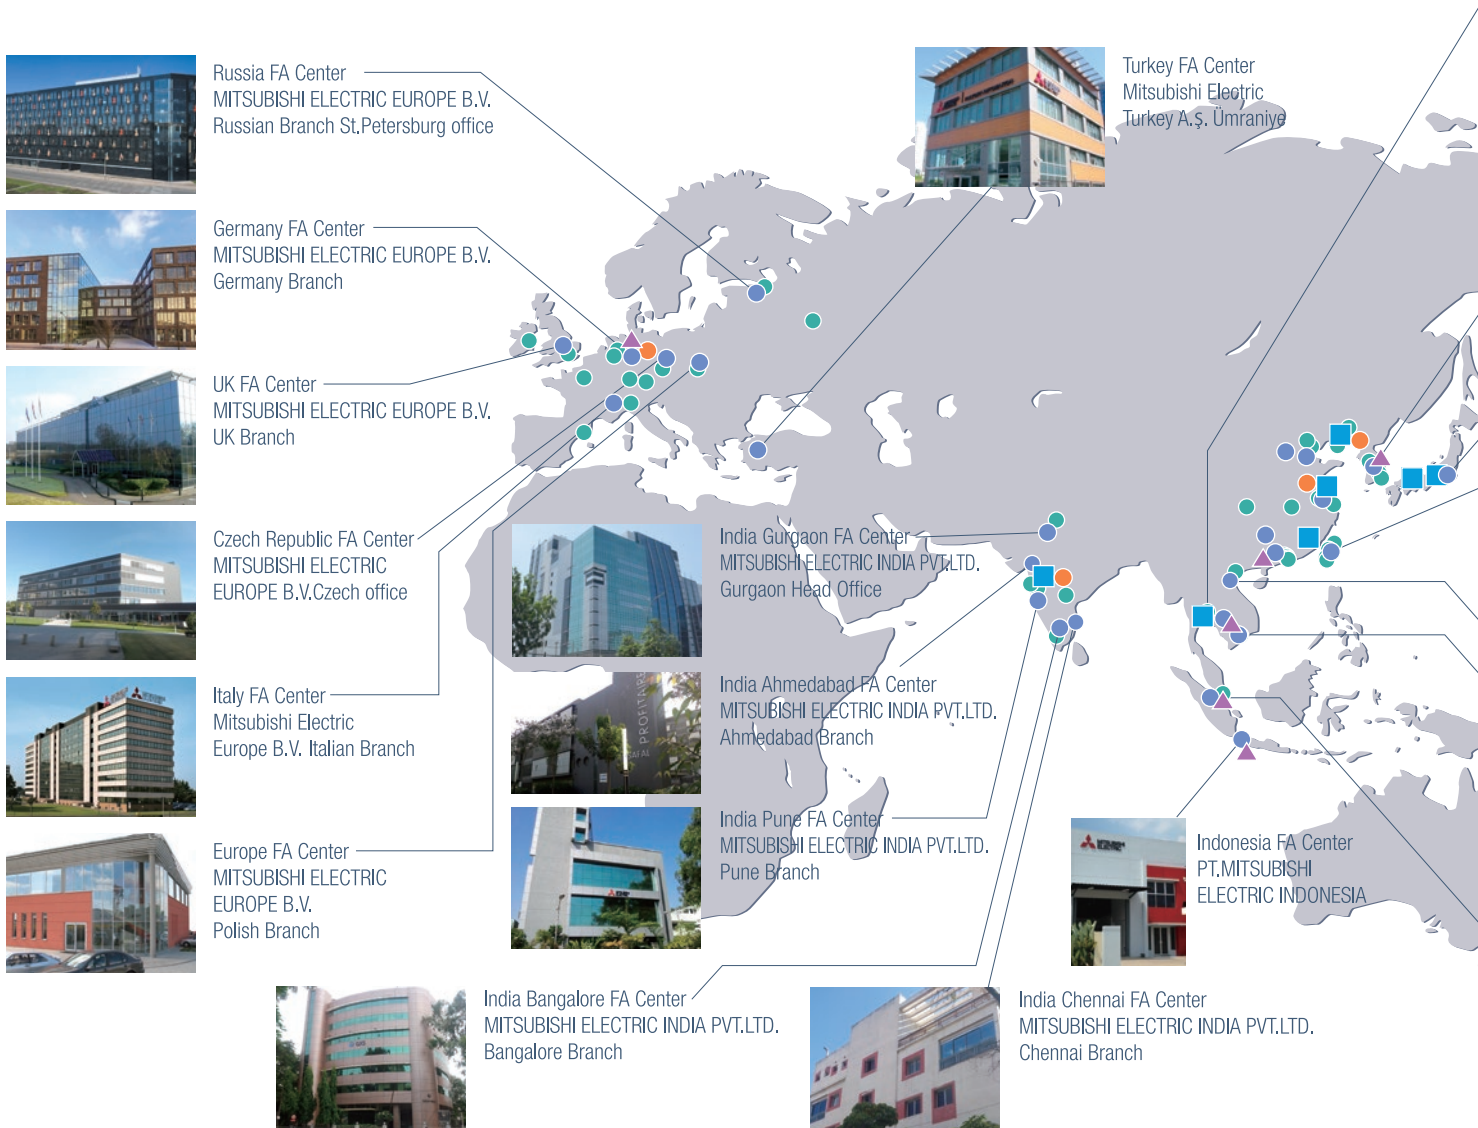 Russia FA Center
MITSUBISHI ELECTRIC EUROPE B.V.
Russian Branch St.Petersburg office
Germany FA Center
MITSUBISHI ELECTRIC EUROPE B.V.
Germany Branch
UK FA Center
MITSUBISHI ELECTRIC EUROPE B.V.
UK Branch
Czech Republic FA Center
MITSUBISHI ELECTRIC
EUROPE B.V.Czech office
Italy FA Center
Mitsubishi Electric
Europe B.V. Italian Branch
Europe FA Center
MITSUBISHI ELECTRIC
EUROPE B.V.
Polish Branch
Turkey FA Center
Mitsubishi Electric
Turkey A.Ş. Ümraniye
India Gurgaon FA Center
MITSUBISHI ELECTRIC INDIA PVT.LTD.
Gurgaon Head Office
PROFITAIRE
India Ahmedabad FA Center
MITSUBISHI ELECTRIC INDIA PVT.LTD.
Ahmedabad Branch
India Pune FA Center
MITSUBISHI ELECTRIC INDIA PVT.LTD.
Pune Branch
Indonesia FA Center
PT.MITSUBISHI
ELECTRIC INDONESIA
India Bangalore FA Center
MITSUBISHI ELECTRIC INDIA PVT.LTD.
Bangalore Branch
India Chennai FA Center
MITSUBISHI ELECTRIC INDIA PVT.LTD.
Chennai Branch